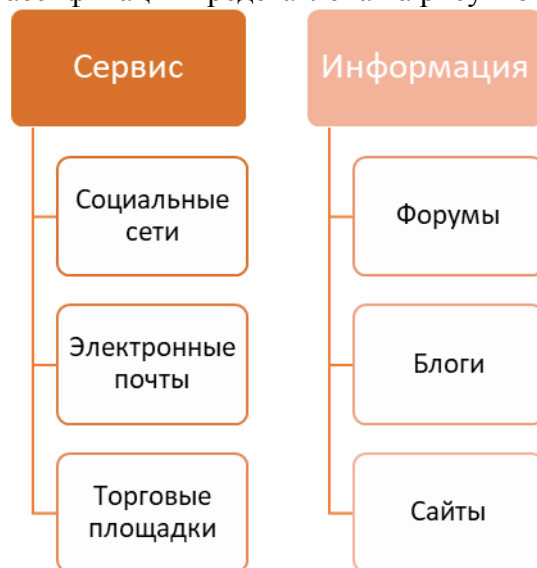 Сервис
Социальные
сети
Электронные
почты
Торговые
площадки
Информация
Форумы
Блоги
Сайты